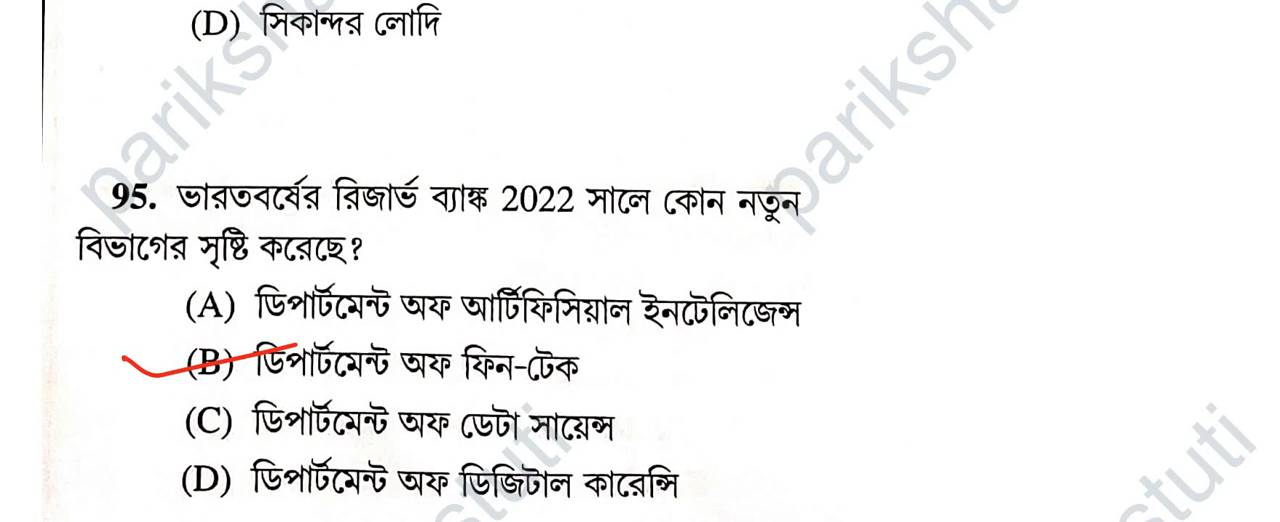 (D) সিকান্দর লোদি
95. ভারতবর্ষের রিজার্ভ ব্যাঙ্ক 2022 সালে কোন নতুন
বিভাগের সৃষ্টি করেছে?
(A) ডিপার্টমেন্ট অফ আর্টিফিসিয়াল ইনটেলিজেন্স
(B) ডিপার্টমেন্ট অফ ফিন-টেক
(C) ডিপার্টমেন্ট অফ ডেটা সায়েন্স
(D) ডিপার্টমেন্ট অফ ডিজিটাল কারেন্সি